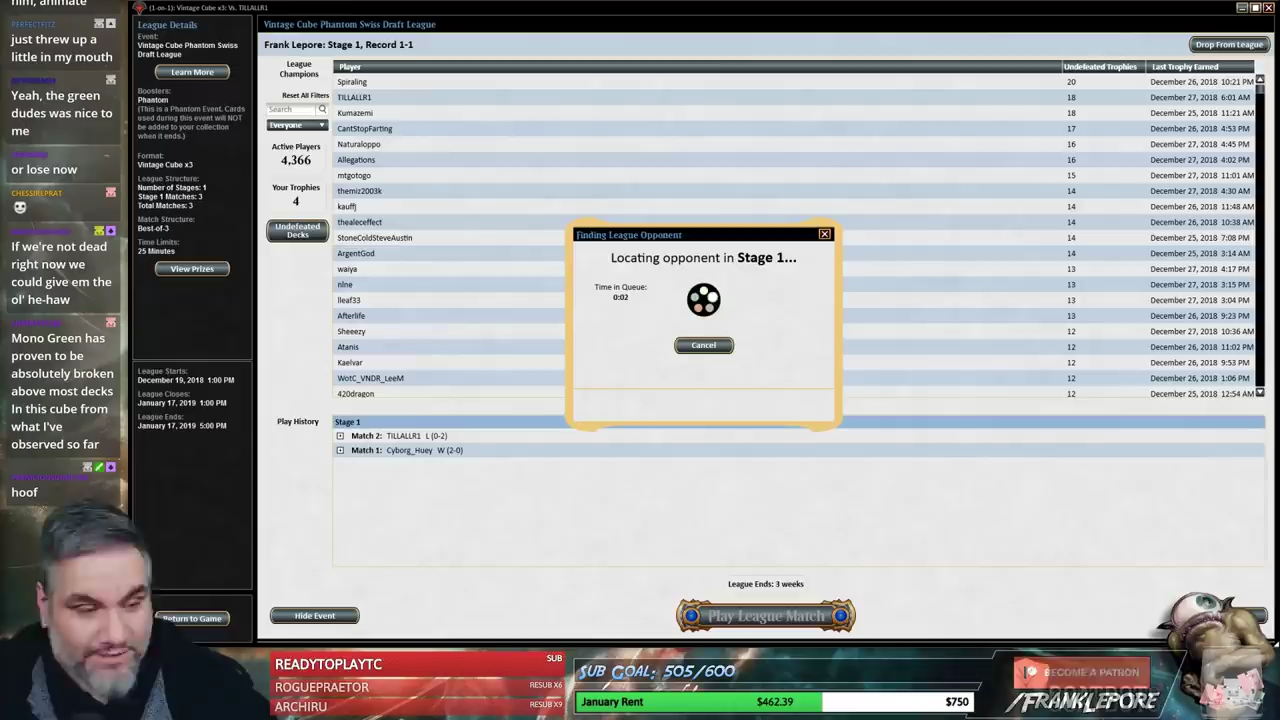 him, animate
PERFECTFITZ
just threw up a
little in my mouth
Yeah, the green
dudes was nice to
me
or lose now
CHESSIREPRAT
If we're not dead
right now we
could give em the
ol' he-haw
Mono Green has
proven to be
absolutely broken
above most decks
In this cube from
what I've
observed so far
hoof
(1-on-1): Vintage Cube x3: Vs. TILLALLR1
League Details
Event:
Vintage Cube Phantom Swiss
Draft League
Learn More
Boosters:
Phantom
(This is a Phantom Event. Cards
used during this event will NOT
be added to your collection
when it ends.)
Format:
Vintage Cube x3
League Structure:
Number of Stages: 1
Stage 1 Matches: 3
Total Matches: 3
Match Structure:
Best-of-3
Time Limits:
25 Minutes
View Prizes
League Starts:
December 19, 2018 1:00 PM
League Closes:
January 17, 2019 1:00 PM
League Ends:
January 17, 2019 5:00 PM
Return to Game
Vintage Cube Phantom Swiss Draft League
Frank Lepore: Stage 1, Record 1-1
Drop From League
League
Champions
Reset All Filters
Search
Everyone
Active Players
4,366
Your Trophies
4
Undefeated
Decks
Player Undefeated Trophies Last Trophy Earned
Spiraling 20 December 26, 2018 10:21 PM
TILLALLR1 18 December 27, 2018 6:01 AM
Kumazemi 18 December 25, 2018 11:21 AM
CantStopFarting 17 December 26, 2018 4:53 PM
Naturaloppo 16 December 27, 2018 4:45 PM
Allegations 16 December 27, 2018 4:02 PM
mtgotogo 15 December 27, 2018 11:01 AM
themiz2003k 14 December 27, 2018 4:30 AM
kauffj 14 December 26, 2018 11:48 AM
thealeceffect 14 December 26, 2018 10:38 AM
StoneColdSteveAustin 14 December 25, 2018 7:08 PM
ArgentGod 14 December 25, 2018 3:14 AM
waiya 13 December 27, 2018 4:17 PM
nlne 13 December 27, 2018 3:15 PM
lleaf33 13 December 27, 2018 3:04 PM
Afterlife 13 December 26, 2018 9:23 PM
Sheeezy 12 December 27, 2018 10:36 AM
Atanis 12 December 26, 2018 11:02 PM
Kaelvar 12 December 26, 2018 9:53 PM
WotC_VNDR_LeeM 12 December 26, 2018 1:06 PM
420dragon 12 December 25, 2018 12:54 AM
Finding League Opponent
Locating opponent in Stage 1...
Time in Queue:
0:02
Cancel
Play History
Stage 1
Match 2: TILLALLR1 L (0-2)
Match 1: Cyborg_Huey W (2-0)
League Ends: 3 weeks
Hide Event
Play League Match
READYTOPLAYTC SUB
ROGUEPRAETOR RESUB X6
ARCHIRU RESUB X9
SUB GOAL: 505/600
January Rent $462.39 $750
BECOME A PATRON
FRANKLEPORE